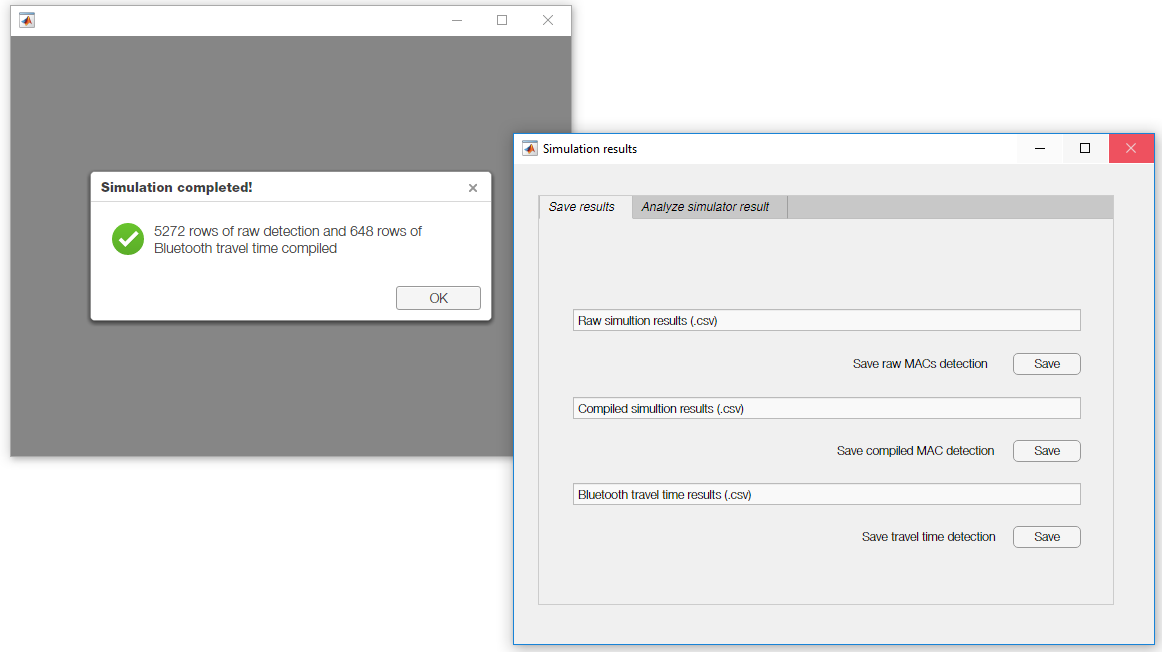 Simulation completed!
5272 rows of raw detection and 648 rows of
Bluetooth travel time compiled
OK
Simulation results
Save results
Analyze simulator result
Raw simultion results (.csv)
Save raw MACs detection
Save
Compiled simultion results (.csv)
Save compiled MAC detection
Save
Bluetooth travel time results (.csv)
Save travel time detection
Save